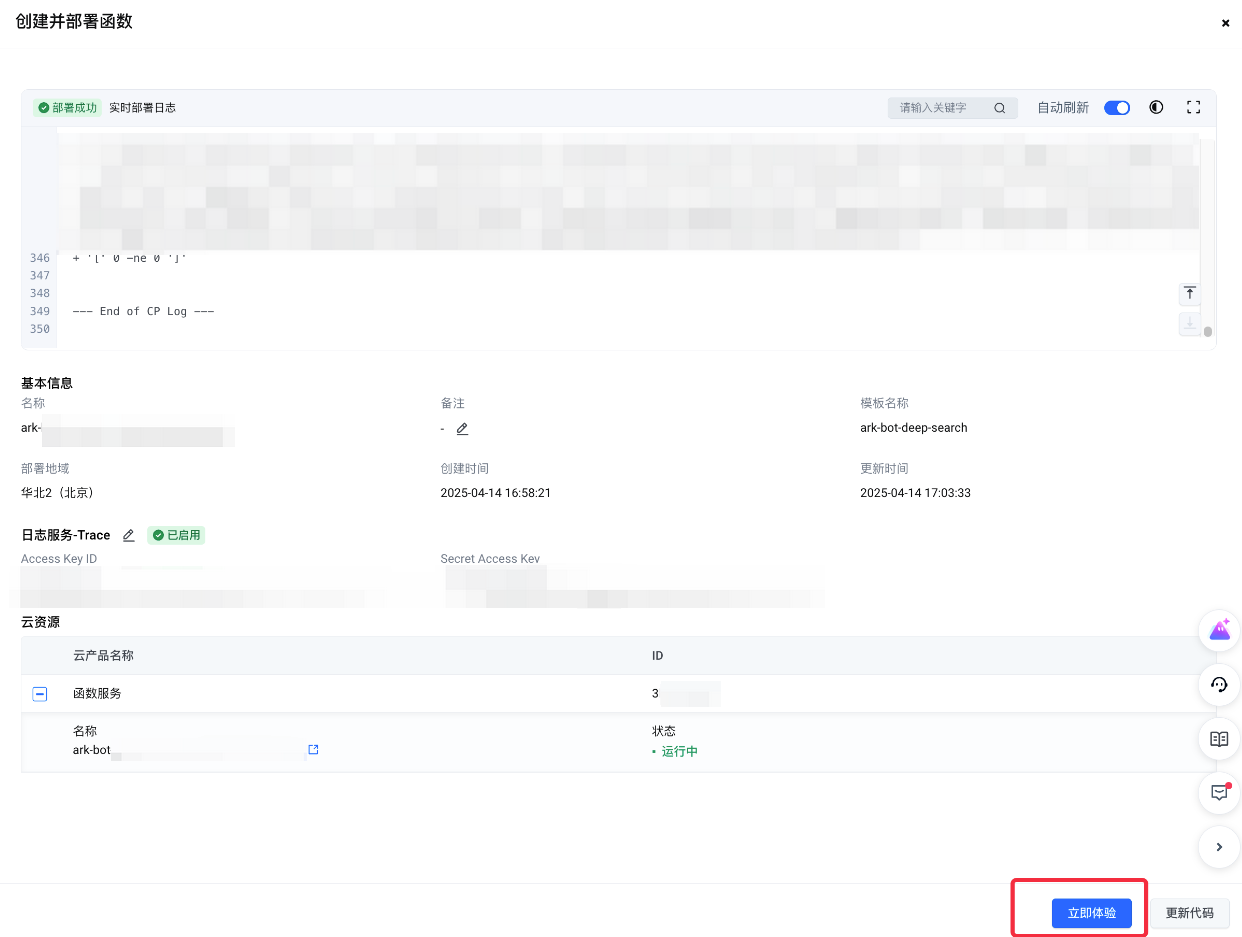 创建并部署函数
部署成功 实时部署日志 请输入关键字 自动刷新
346 + '[' 0 -ne 0 ']'
347
348
349 --- End of CP Log ---
350
基本信息
名称 备注 模板名称
ark- - ark-bot-deep-search
部署地域 创建时间 更新时间
华北2（北京） 2025-04-14 16:58:21 2025-04-14 17:03:33
日志服务-Trace 已启用
Access Key ID Secret Access Key
云资源
云产品名称 ID
函数服务 3
名称 状态
ark-bot 运行中
立即体验 更新代码